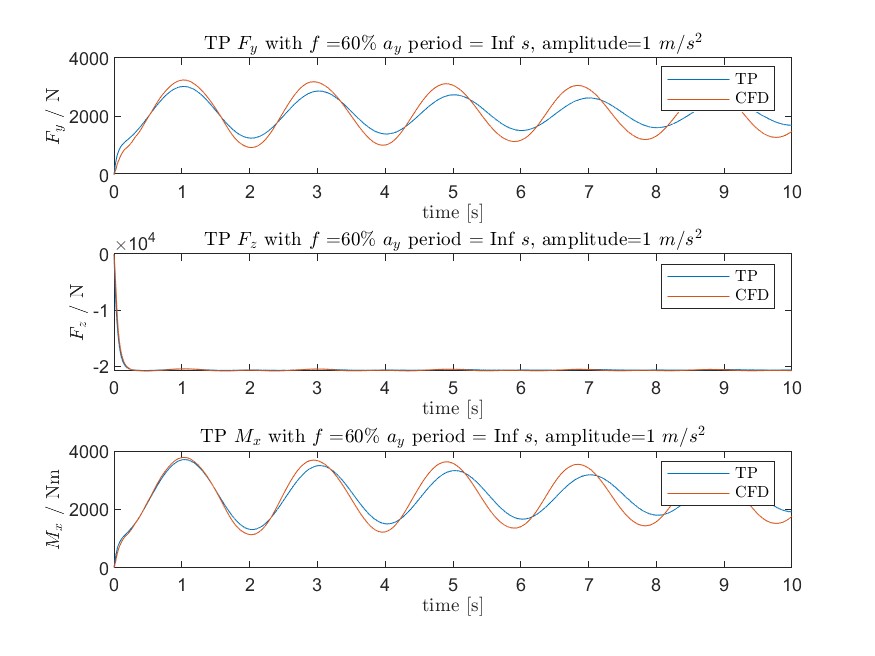 TP F_y with f =60% a_y period = Inf s, amplitude=1 m/s^2
4000
2000
0
F_y / N
TP
CFD
0 1 2 3 4 5 6 7 8 9 10
time [s]
TP F_z with f =60% a_y period = Inf s, amplitude=1 m/s^2
×10^4
0
-1
-2
F_z / N
TP
CFD
0 1 2 3 4 5 6 7 8 9 10
time [s]
TP M_x with f =60% a_y period = Inf s, amplitude=1 m/s^2
4000
2000
0
M_x / Nm
TP
CFD
0 1 2 3 4 5 6 7 8 9 10
time [s]